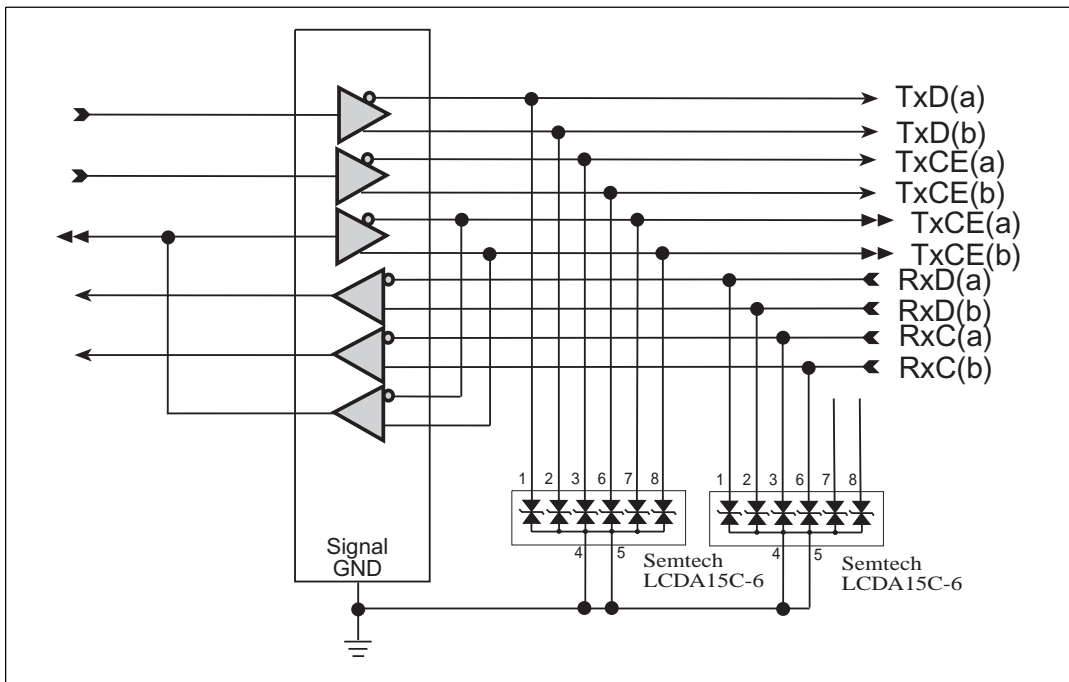 TxD(a)
TxD(b)
TxCE(a)
TxCE(b)
TxCE(a)
TxCE(b)
RxD(a)
RxD(b)
RxC(a)
RxC(b)
1 2 3 6 7 8
1 2 3 6 7 8
4 5
4 5
Semtech
LCDA15C-6
Semtech
LCDA15C-6
Signal
GND